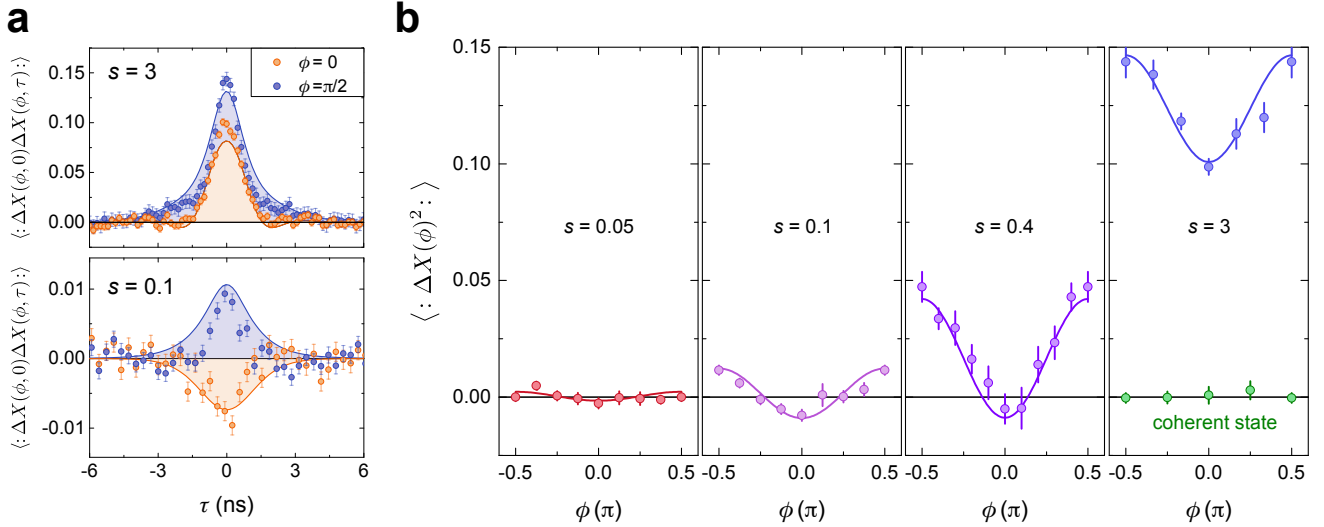 a
⟨:ΔX(ϕ,0)ΔX(ϕ,τ):⟩
0.15
0.10
0.05
0.00
s = 3
ϕ = 0
ϕ=π/2
⟨:ΔX(ϕ,0)ΔX(ϕ,τ):⟩
0.01
0.00
-0.01
s = 0.1
-6 -3 0 3 6
τ (ns)
b
⟨:ΔX(ϕ)²:⟩
0.15
0.10
0.05
0.00
s = 0.05
s = 0.1
s = 0.4
s = 3
coherent state
-0.5 0.0 0.5 -0.5 0.0 0.5 -0.5 0.0 0.5 -0.5 0.0 0.5
ϕ (π) ϕ (π) ϕ (π) ϕ (π)